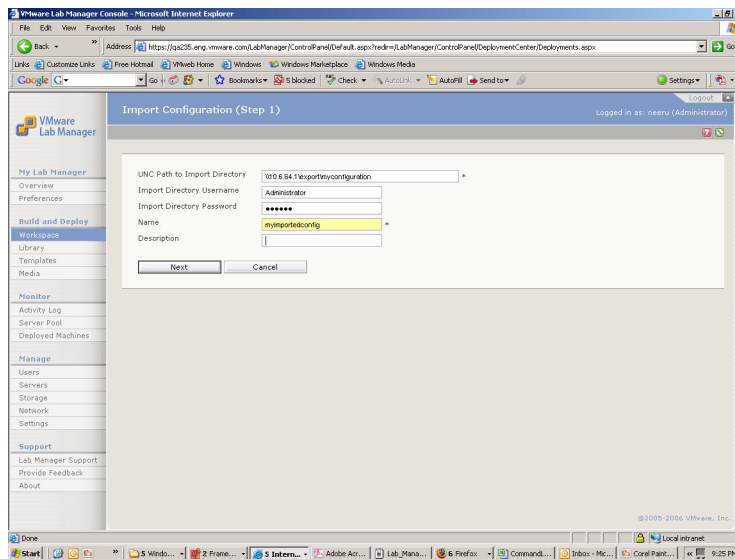 VMware Lab Manager Console - Microsoft Internet Explorer
File Edit View Favorites Tools Help
Back » Address https://qa235.eng.vmware.com/LabManager/ControlPanel/Default.aspx?redir=/LabManager/ControlPanel/DeploymentCenter/Deployments.aspx Go
Links Customize Links Free Hotmail VMweb Home Windows Windows Marketplace Windows Media
Google G Go Bookmarks 5 blocked Check AutoLink AutoFill Send to Settings
Logout
VMware
Lab Manager
Import Configuration (Step 1)
Logged in as: neeru (Administrator)
My Lab Manager
Overview
Preferences
Build and Deploy
Workspace
Library
Templates
Media
Monitor
Activity Log
Server Pool
Deployed Machines
Manage
Users
Servers
Storage
Network
Settings
Support
Lab Manager Support
Provide Feedback
About
UNC Path to Import Directory \\10.6.64.1\export\myconfiguration *
Import Directory Username Administrator
Import Directory Password ●●●●●●
Name myimportedconfig *
Description
Next Cancel
©2005-2006 VMware, Inc.
Done Local intranet
Start » 5 Windo... 2 Frame... 5 Intern... Adobe Acr... Lab_Mana... 6 Firefox CommandL... Inbox - Mic... Corel Paint... « 9:25 PM